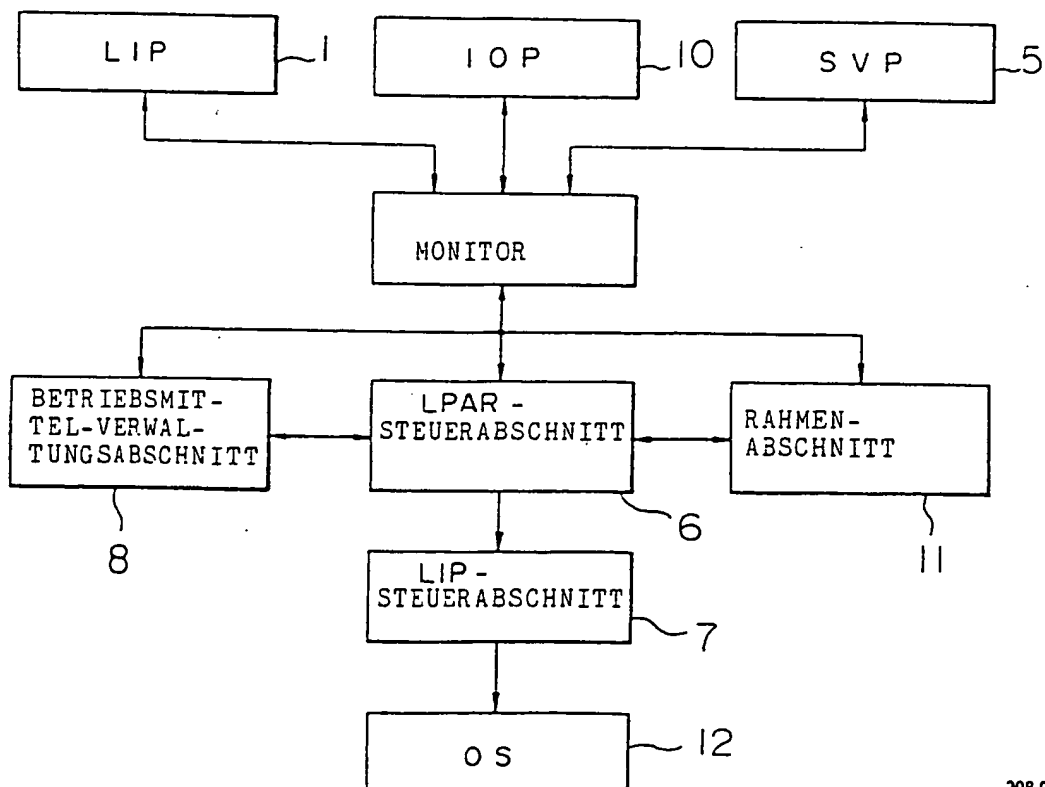 LIP 1
IOP 10
SVP 5
MONITOR
BETRIEBSMIT-
TEL-VERWAL-
TUNGSABSCHNITT
8
LPAR-
STEUERABSCHNITT
6
RAHMEN-
ABSCHNITT
11
LIP-
STEUERABSCHNITT
7
OS 12